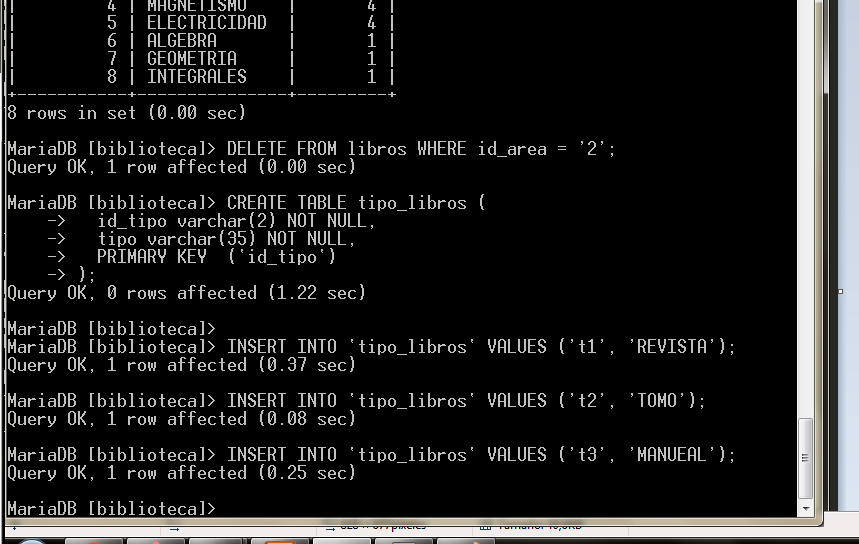 | 4 | MAGNETISMO | 4 |
| 5 | ELECTRICIDAD | 4 |
| 6 | ALGEBRA | 1 |
| 7 | GEOMETRIA | 1 |
| 8 | INTEGRALES | 1 |
+-----------+---------------+---------+
8 rows in set (0.00 sec)
MariaDB [biblioteca]> DELETE FROM libros WHERE id_area = '2';
Query OK, 1 row affected (0.00 sec)
MariaDB [biblioteca]> CREATE TABLE tipo_libros (
-> id_tipo varchar(2) NOT NULL,
-> tipo varchar(35) NOT NULL,
-> PRIMARY KEY (`id_tipo`)
-> );
Query OK, 0 rows affected (1.22 sec)
MariaDB [biblioteca]>
MariaDB [biblioteca]> INSERT INTO `tipo_libros` VALUES ('t1', 'REVISTA');
Query OK, 1 row affected (0.37 sec)
MariaDB [biblioteca]> INSERT INTO `tipo_libros` VALUES ('t2', 'TOMO');
Query OK, 1 row affected (0.08 sec)
MariaDB [biblioteca]> INSERT INTO `tipo_libros` VALUES ('t3', 'MANUEAL');
Query OK, 1 row affected (0.25 sec)
MariaDB [biblioteca]>